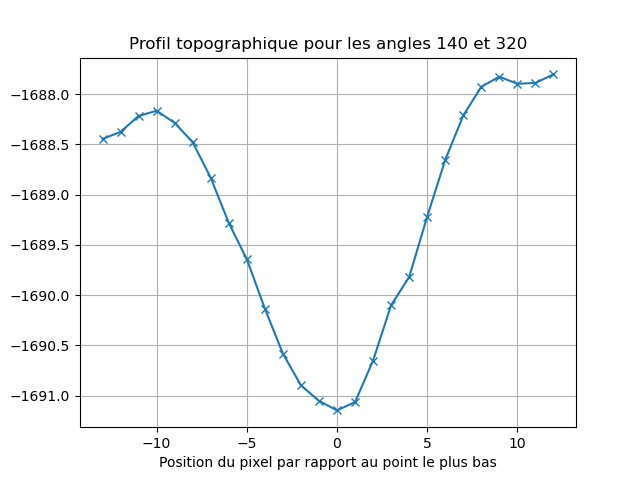 Profil topographique pour les angles 140 et 320
−1688.0
−1688.5
−1689.0
−1689.5
−1690.0
−1690.5
−1691.0
−10 −5 0 5 10
Position du pixel par rapport au point le plus bas